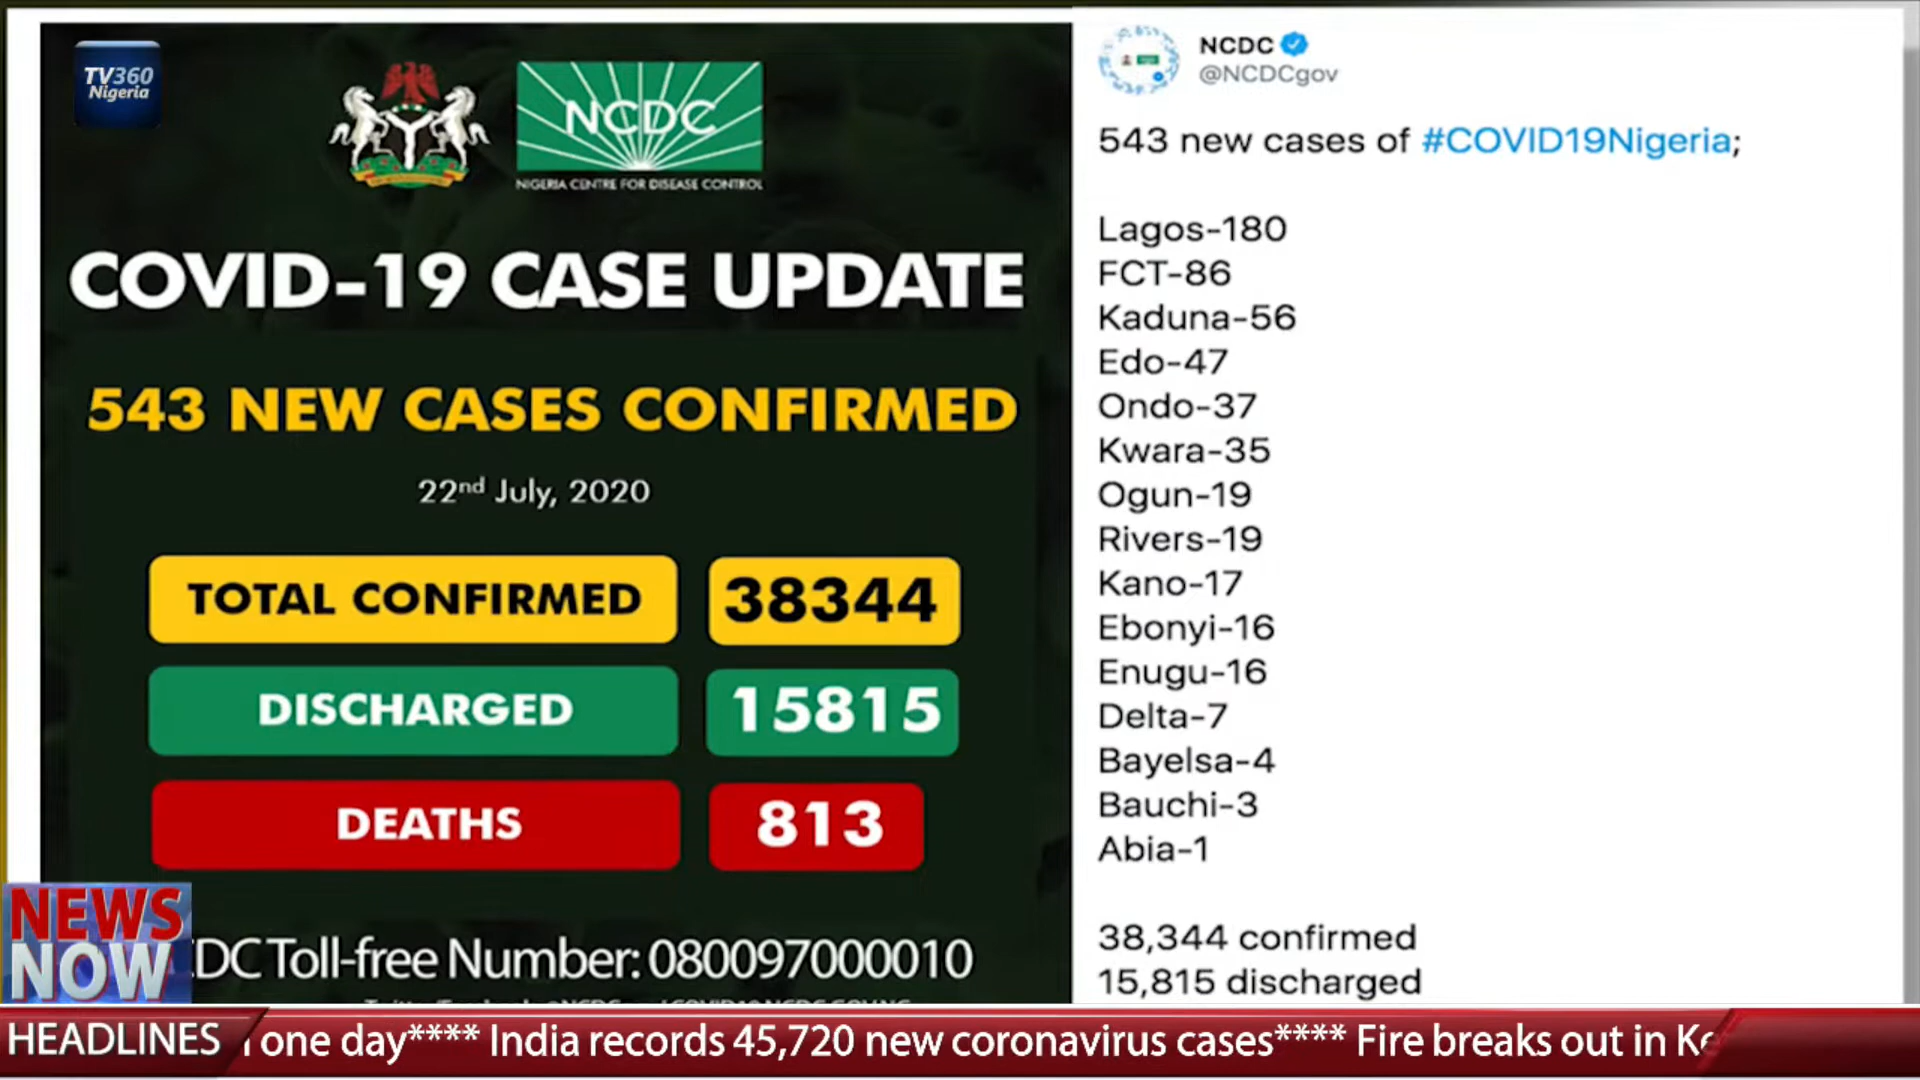 TV360
Nigeria
NCDC
NIGERIA CENTRE FOR DISEASE CONTROL
COVID-19 CASE UPDATE
543 NEW CASES CONFIRMED
22nd July, 2020
TOTAL CONFIRMED 38344
DISCHARGED 15815
DEATHS 813
DC Toll-free Number: 080097000010
NCDC
@NCDCgov
543 new cases of #COVID19Nigeria;
Lagos-180
FCT-86
Kaduna-56
Edo-47
Ondo-37
Kwara-35
Ogun-19
Rivers-19
Kano-17
Ebonyi-16
Enugu-16
Delta-7
Bayelsa-4
Bauchi-3
Abia-1
38,344 confirmed
15,815 discharged
NEWS
NOW
HEADLINES one day**** India records 45,720 new coronavirus cases**** Fire breaks out in Ke